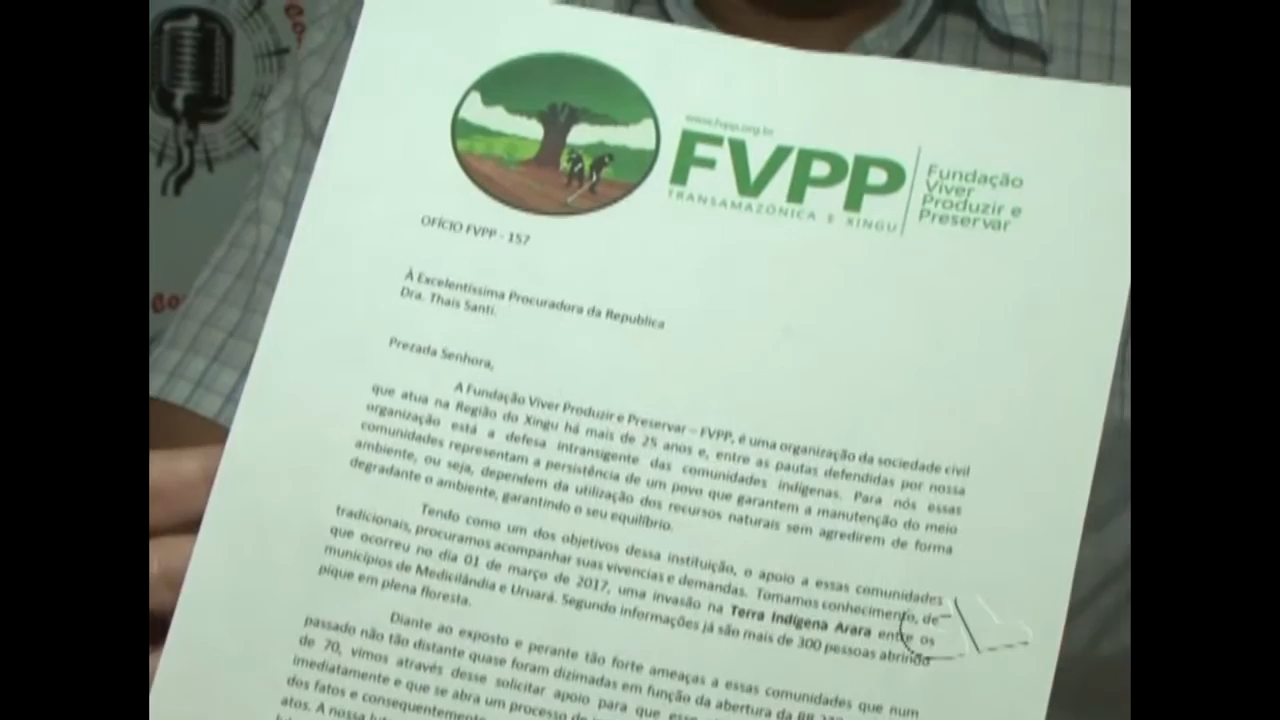 www.fvpp.org.br
FVPP
TRANSAMAZÔNICA E XINGU
Fundação
Viver
Produzir e
Preservar
OFÍCIO FVPP - 157
À Excelentíssima Procuradora da Republica
Dra. Thais Santi.
Prezada Senhora,
A Fundação Viver Produzir e Preservar – FVPP, é uma organização da sociedade civil
que atua na Região do Xingu há mais de 25 anos e, entre as pautas defendidas por nossa
organização está a defesa intransigente das comunidades indígenas. Para nós essas
comunidades representam a persistência de um povo que garantem a manutenção do meio
ambiente, ou seja, dependem da utilização dos recursos naturais sem agredirem de forma
degradante o ambiente, garantindo o seu equilíbrio.
Tendo como um dos objetivos dessa instituição, o apoio a essas comunidades
tradicionais, procuramos acompanhar suas vivencias e demandas. Tomamos conhecimento, de
que ocorreu no dia 01 de março de 2017, uma invasão na Terra Indígena Arara entre os
municípios de Medicilândia e Uruará. Segundo informações já são mais de 300 pessoas abrindo
pique em plena floresta.
Diante ao exposto e perante tão forte ameaças a essas comunidades que num
passado não tão distante quase foram dizimadas em função da abertura da BR
de 70, vimos através desse solicitar apoio para que
imediatamente e que se abra um processo de
dos fatos e consequentemente
atos. A nossa